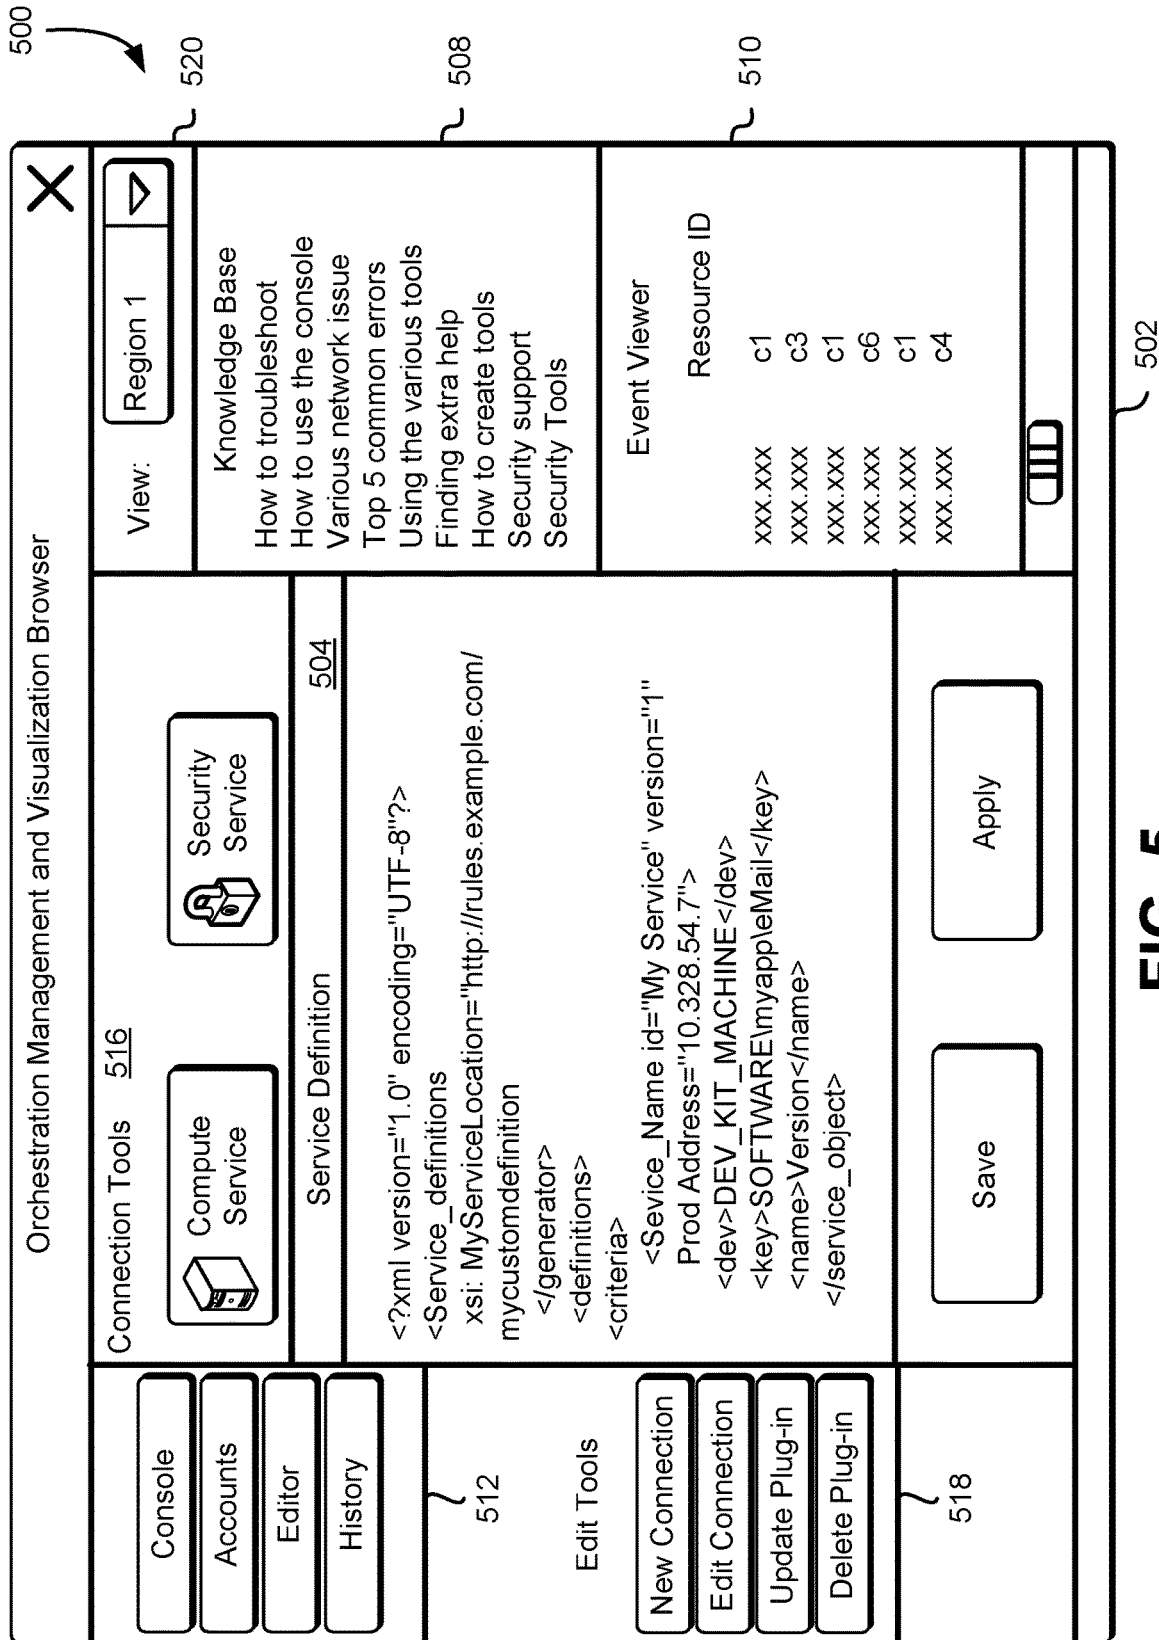 500
Orchestration Management and Visualization Browser
Console
Accounts
Editor
History
512
Edit Tools
New Connection
Edit Connection
Update Plug-in
Delete Plug-in
518
Connection Tools 516
Compute
Service
Security
Service
Service Definition 504
<?xml version="1.0" encoding="UTF-8"?>
<Service_definitions
xsi: MyServiceLocation="http://rules.example.com/
mycustomdefinition
</generator>
<definitions>
<criteria>
<Sevice_Name id="My Service" version="1"
Prod Address="10.328.54.7">
<dev>DEV_KIT_MACHINE</dev>
<key>SOFTWARE\myapp\eMail</key>
<name>Version</name>
</service_object>
Save
Apply
View:
Region 1
520
Knowledge Base
How to troubleshoot
How to use the console
Various network issue
Top 5 common errors
Using the various tools
Finding extra help
How to create tools
Security support
Security Tools
508
Event Viewer
Resource ID
xxx.xxx c1
xxx.xxx c3
xxx.xxx c1
xxx.xxx c6
xxx.xxx c1
xxx.xxx c4
510
502
FIG. 5